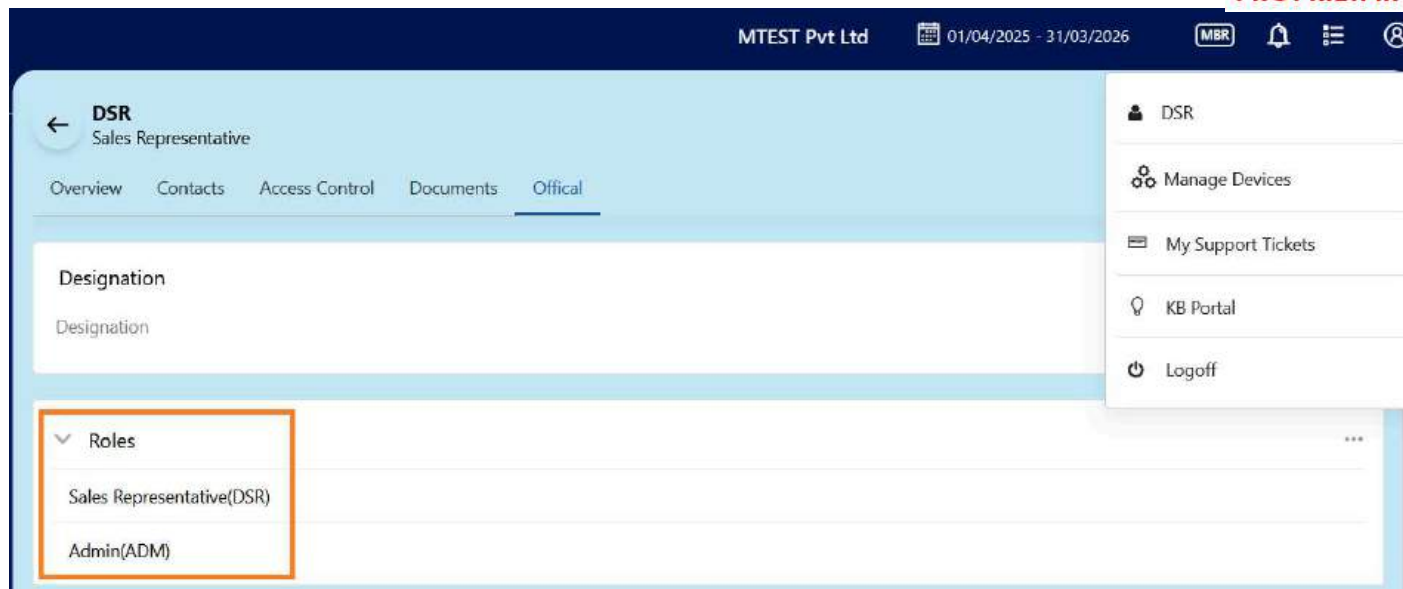 MTEST Pvt Ltd 01/04/2025 - 31/03/2026 MBR
DSR
Sales Representative
Overview Contacts Access Control Documents Offical
DSR
Manage Devices
My Support Tickets
KB Portal
Logoff
Designation
Designation
Roles
Sales Representative(DSR)
Admin(ADM)